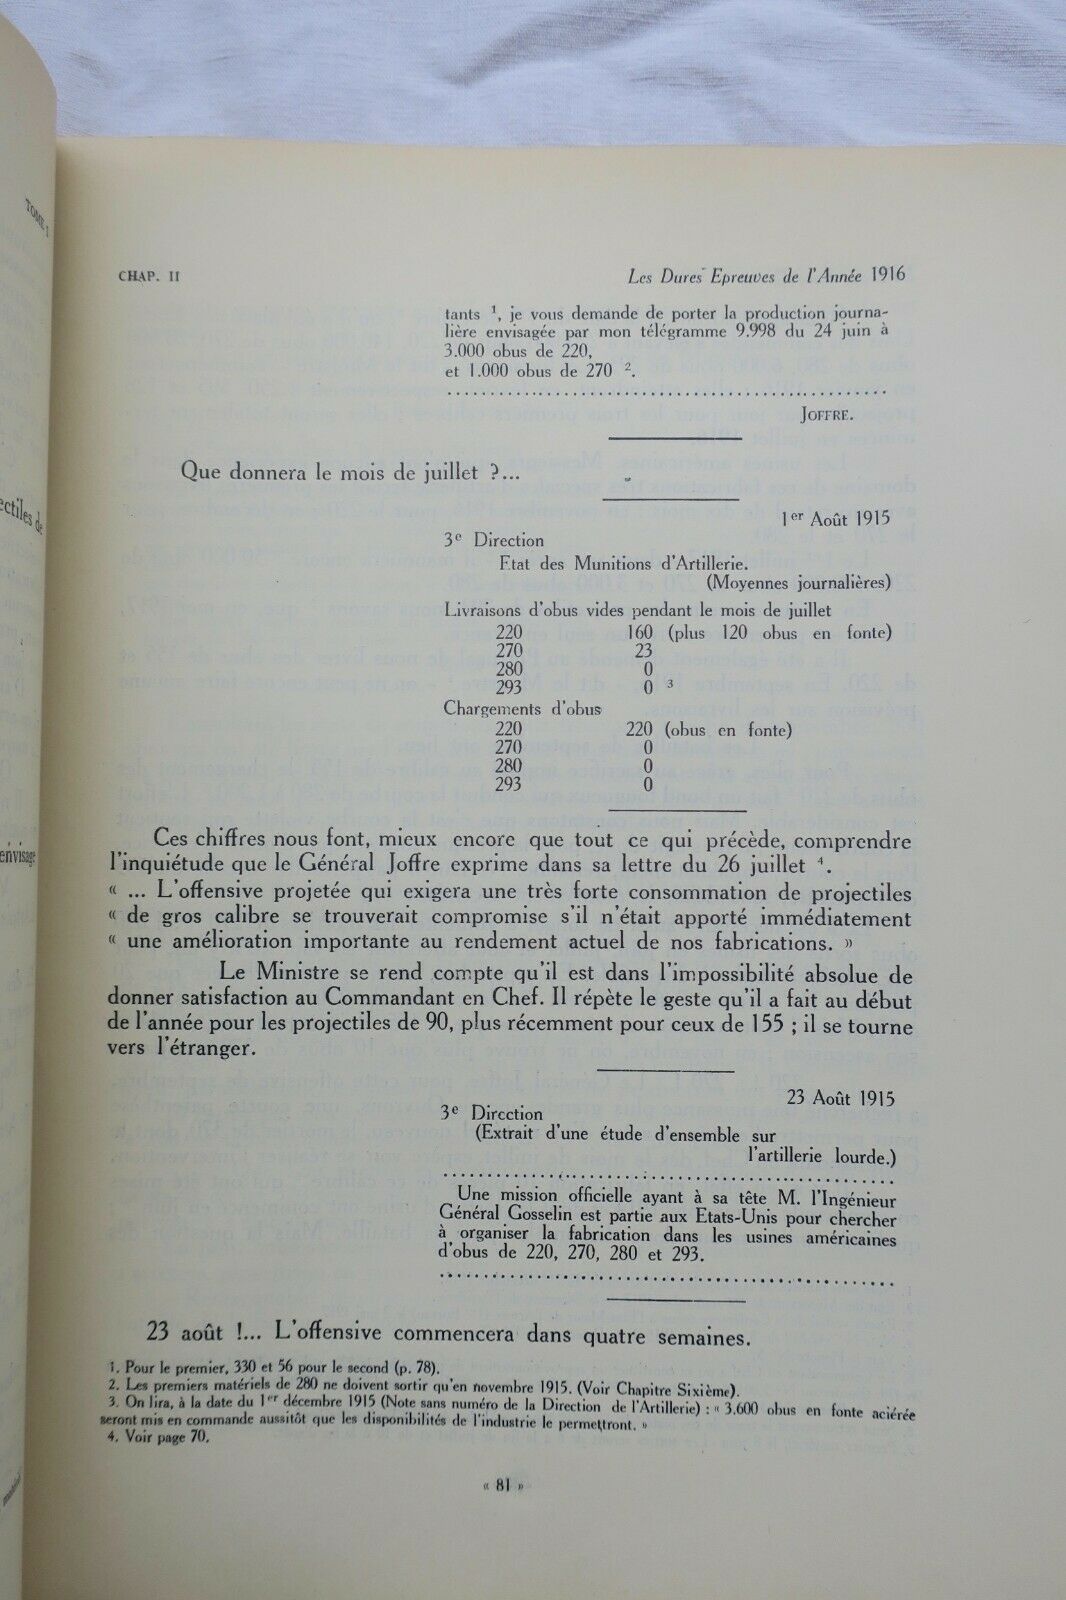 TOME I
ectiles de
envisage
CHAP. II
Les Dures Epreuves de l'Année 1916
tants ¹, je vous demande de porter la production journa-
lière envisagée par mon télégramme 9.998 du 24 juin à
3.000 obus de 220,
et 1.000 obus de 270 ².
JOFFRE.
Que donnera le mois de juillet ?...
1er Août 1915
3e Direction
Etat des Munitions d'Artillerie.
(Moyennes journalières)
Livraisons d'obus vides pendant le mois de juillet
220 160 (plus 120 obus en fonte)
270 23
280 0
293 0 ³
Chargements d'obus
220 220 (obus en fonte)
270 0
280 0
293 0
Ces chiffres nous font, mieux encore que tout ce qui précède, comprendre
l'inquiétude que le Général Joffre exprime dans sa lettre du 26 juillet ⁴.
« ... L'offensive projetée qui exigera une très forte consommation de projectiles
« de gros calibre se trouverait compromise s'il n'était apporté immédiatement
« une amélioration importante au rendement actuel de nos fabrications. »
Le Ministre se rend compte qu'il est dans l'impossibilité absolue de
donner satisfaction au Commandant en Chef. Il répète le geste qu'il a fait au début
de l'année pour les projectiles de 90, plus récemment pour ceux de 155 ; il se tourne
vers l'étranger.
23 Août 1915
3e Direction
(Extrait d'une étude d'ensemble sur
l'artillerie lourde.)
Une mission officielle ayant à sa tête M. l'Ingénieur
Général Gosselin est partie aux Etats-Unis pour chercher
à organiser la fabrication dans les usines américaines
d'obus de 220, 270, 280 et 293.
23 août !... L'offensive commencera dans quatre semaines.
1. Pour le premier, 330 et 56 pour le second (p. 78).
2. Les premiers matériels de 280 ne doivent sortir qu'en novembre 1915. (Voir Chapitre Sixième).
3. On lira, à la date du 1er décembre 1915 (Note sans numéro de la Direction de l'Artillerie) : « 3.600 obus en fonte aciérée
seront mis en commande aussitôt que les disponibilités de l'industrie le permettront. »
4. Voir page 70.
« 81 »